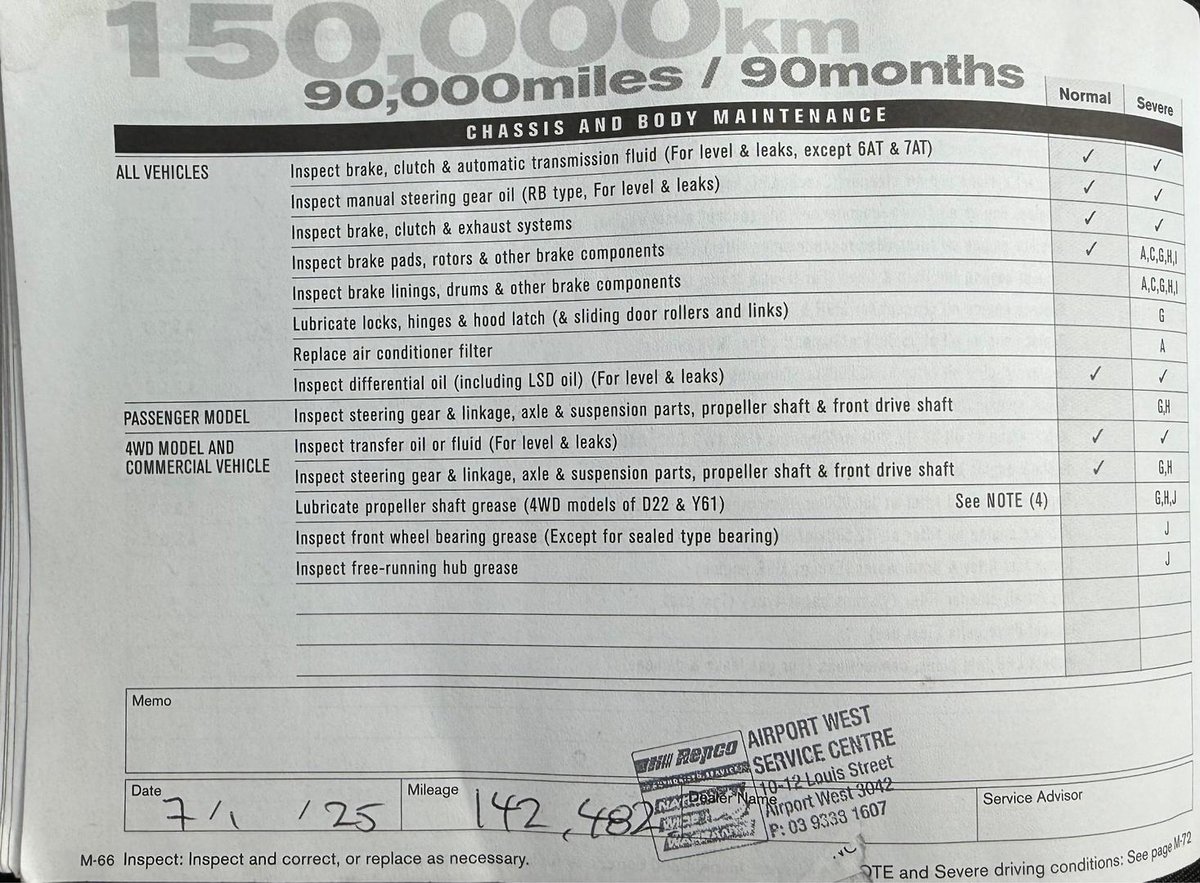 150,000km
90,000miles / 90months
Normal Severe
CHASSIS AND BODY MAINTENANCE
ALL VEHICLES Inspect brake, clutch & automatic transmission fluid (For level & leaks, except 6AT & 7AT) ✓ ✓
Inspect manual steering gear oil (RB type, For level & leaks) ✓ ✓
Inspect brake, clutch & exhaust systems ✓ ✓
Inspect brake pads, rotors & other brake components ✓ A,C,G,H,I
Inspect brake linings, drums & other brake components A,C,G,H,I
Lubricate locks, hinges & hood latch (& sliding door rollers and links) G
Replace air conditioner filter A
Inspect differential oil (including LSD oil) (For level & leaks) ✓ ✓
PASSENGER MODEL Inspect steering gear & linkage, axle & suspension parts, propeller shaft & front drive shaft G,H
4WD MODEL AND Inspect transfer oil or fluid (For level & leaks) ✓ ✓
COMMERCIAL VEHICLE Inspect steering gear & linkage, axle & suspension parts, propeller shaft & front drive shaft ✓ G,H
Lubricate propeller shaft grease (4WD models of D22 & Y61) See NOTE (4) G,H,J
Inspect front wheel bearing grease (Except for sealed type bearing) J
Inspect free-running hub grease J
Memo
Repco
AIRPORT WEST
SERVICE CENTRE
10-12 Louis Street
Airport West 3042
P: 03 9333 1607
Date 7/1/25
Mileage 142,482
Dealer Name
Service Advisor
M-66 Inspect: Inspect and correct, or replace as necessary.
OTE and Severe driving conditions: See page M-72